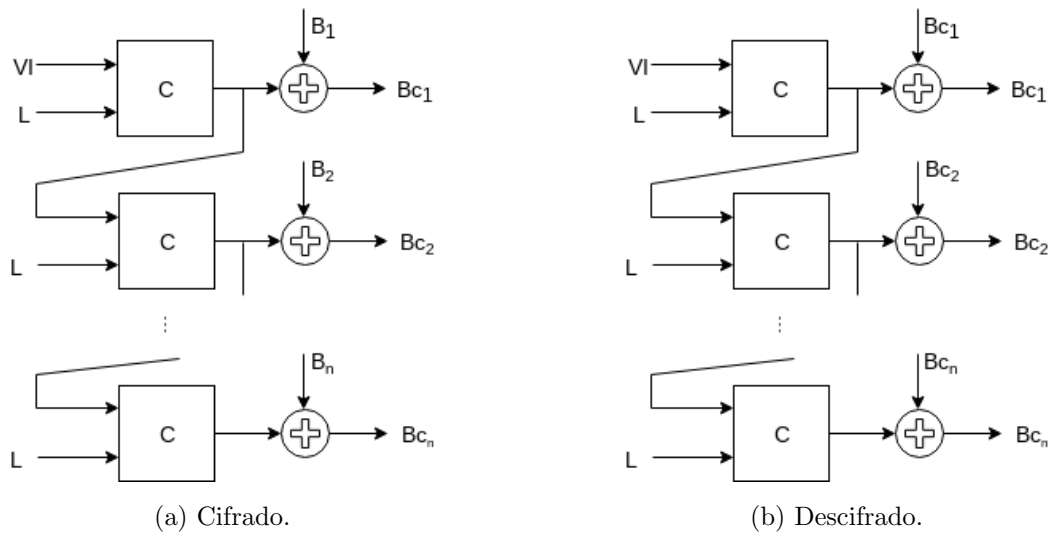 B1
VI
C
Bc1
L
B2
C
Bc2
L
Bn
C
Bcn
L
(a) Cifrado.
Bc1
VI
C
Bc1
L
Bc2
C
Bc2
L
Bcn
C
Bcn
L
(b) Descifrado.